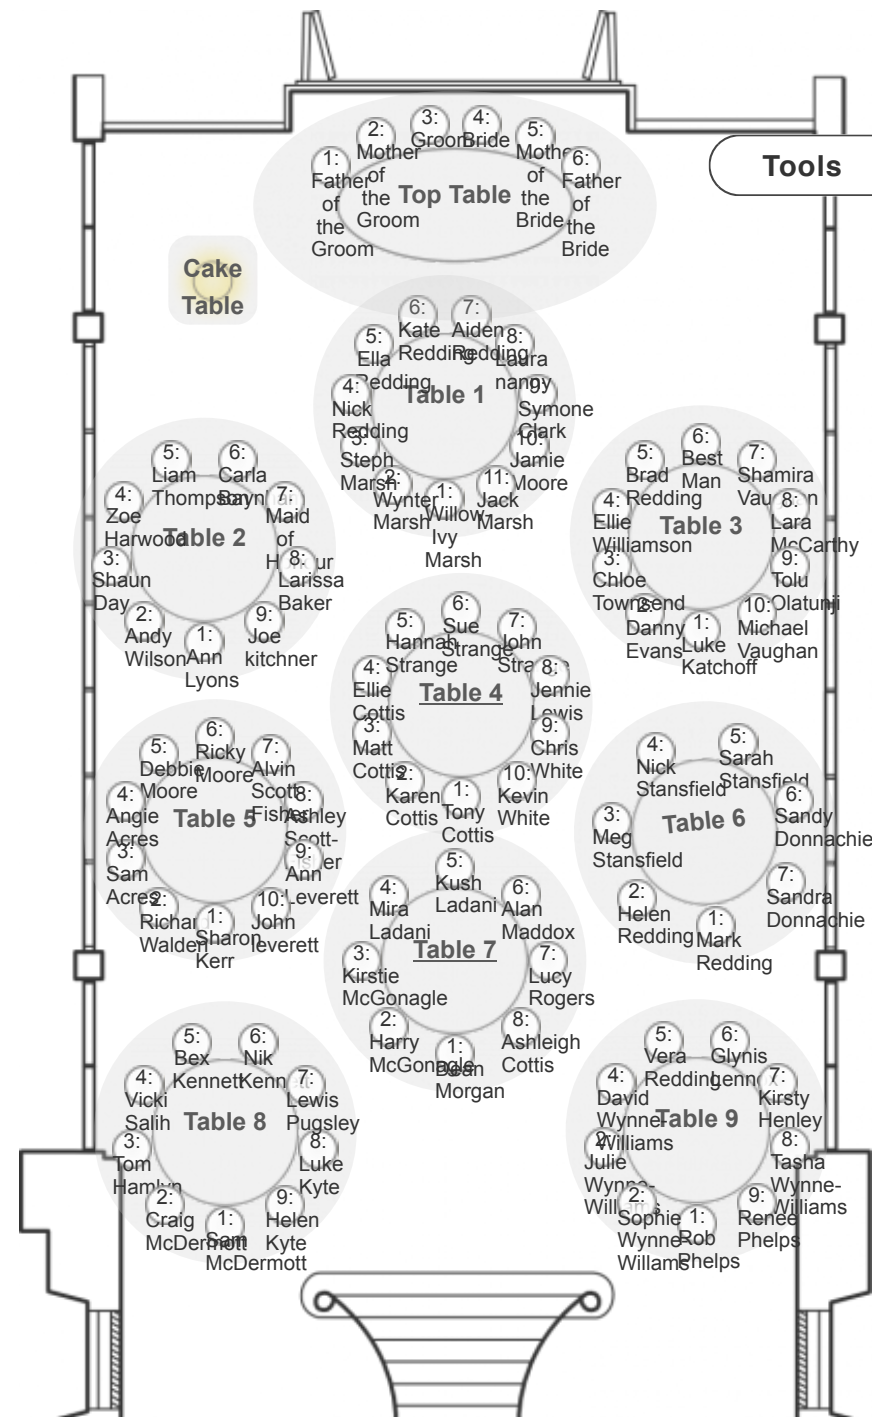 Tools
Top Table
1: Father of the Groom
2: Mother of the Groom
3: Groom
4: Bride
5: Mother of the Bride
6: Father of the Bride
Cake Table
Table 1
1: Willow-Ivy Marsh
2: Wynter Marsh
3: Steph Marsh
4: Nick Redding
5: Ella Redding
6: Kate Redding
7: Aiden Redding
8: Laura nanny
9: Symone Clark
10: Jamie Moore
11: Jack Marsh
Table 2
1: Ann Lyons
2: Andy Wilson
3: Shaun Day
4: Zoe Harwood
5: Liam Thompson
6: Carla
7: Maid of Honour
8: Larissa Baker
9: Joe kitchner
Table 3
1: Luke Katchoff
2: Danny Evans
3: Chloe Townsend
4: Ellie Williamson
5: Brad Redding
6: Best Man
7: Shamira Vaughan
8: Lara McCarthy
9: Tolu Olatunji
10: Michael Vaughan
Table 4
1: Tony Cottis
2: Karen Cottis
3: Matt Cottis
4: Ellie Cottis
5: Hannah Strange
6: Sue Strange
7: John Strange
8: Jennie Lewis
9: Chris White
10: Kevin White
Table 5
1: Sharon Kerr
2: Richard Walden
3: Sam Acres
4: Angie Acres
5: Debbie Moore
6: Ricky Moore
7: Alvin Scott-Fisher
8: Ashley Scott-Fisher
9: Ann Leverett
10: John leverett
Table 6
1: Mark Redding
2: Helen Redding
3: Meg Stansfield
4: Nick Stansfield
5: Sarah Stansfield
6: Sandy Donnachie
7: Sandra Donnachie
Table 7
1: Dean Morgan
2: Harry McGonagle
3: Kirstie McGonagle
4: Mira Ladani
5: Kush Ladani
6: Alan Maddox
7: Lucy Rogers
8: Ashleigh Cottis
Table 8
1: Sam McDermott
2: Craig McDermott
3: Tom Hamlyn
4: Vicki Salih
5: Bex Kennett
6: Nik Kennett
7: Lewis Pugsley
8: Luke Kyte
9: Helen Kyte
Table 9
1: Rob Phelps
2: Sophie Wynne-Willams
Julie Wynne-Williams
4: David Wynne-Williams
5: Vera Redding
6: Glynis
7: Kirsty Henley
8: Tasha Wynne-Williams
9: Renee Phelps